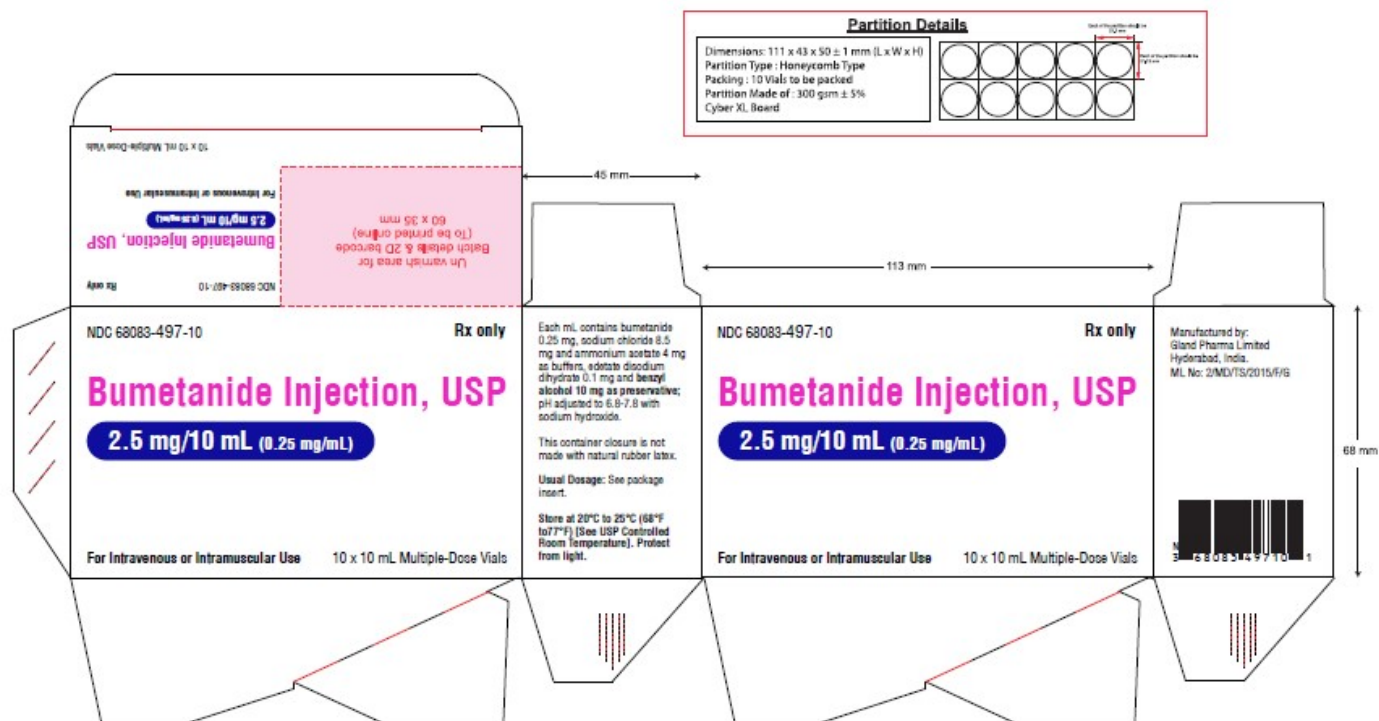 Partition Details
Dimensions: 111 x 43 x 50 ± 1 mm (L x W x H)
Partition Type : Honeycomb Type
Packing : 10 Vials to be packed
Partition Made of : 300 gsm ± 5%
Cyber XL Board
10 x 10 mL Multiple-Dose Vials
For Intravenous or Intramuscular Use
2.5 mg/10 mL (0.25 mg/mL)
Bumetanide Injection, USP
NDC 68083-497-10 Rx only
Un varnish area for
Batch details & 2D barcode
(To be printed online)
60 x 35 mm
45 mm
113 mm
68 mm
NDC 68083-497-10 Rx only
Bumetanide Injection, USP
2.5 mg/10 mL (0.25 mg/mL)
For Intravenous or Intramuscular Use 10 x 10 mL Multiple-Dose Vials
Each mL contains bumetanide
0.25 mg, sodium chloride 8.5
mg and ammonium acetate 4 mg
as buffers, edetate disodium
dihydrate 0.1 mg and benzyl
alcohol 10 mg as preservative;
pH adjusted to 6.8-7.8 with
sodium hydroxide.
This container closure is not
made with natural rubber latex.
Usual Dosage: See package
insert.
Store at 20°C to 25°C (68°F
to77°F) [See USP Controlled
Room Temperature]. Protect
from light.
NDC 68083-497-10 Rx only
Bumetanide Injection, USP
2.5 mg/10 mL (0.25 mg/mL)
For Intravenous or Intramuscular Use 10 x 10 mL Multiple-Dose Vials
Manufactured by:
Gland Pharma Limited
Hyderabad, India.
ML No: 2/MD/TS/2015/F/G
N
3 68083 49710 1